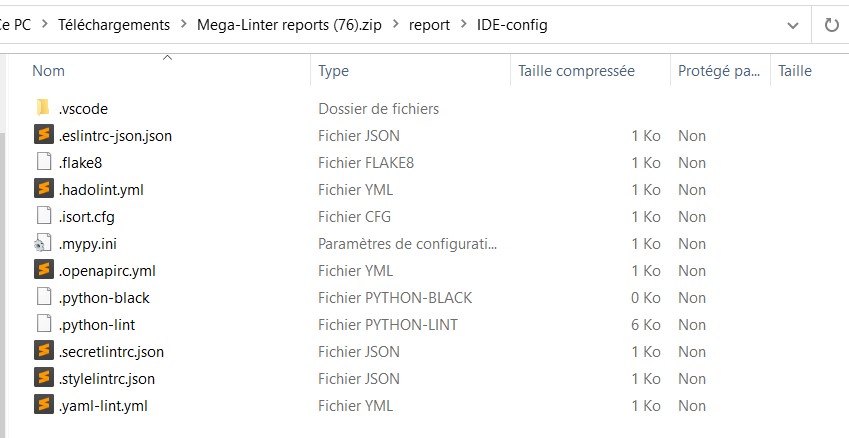 Téléchargements > Mega-Linter reports (76).zip > report > IDE-config
Nom Type Taille compressée Protégé pa... Taille
.vscode Dossier de fichiers
.eslintrc-json.json Fichier JSON 1 Ko Non
.flake8 Fichier FLAKE8 1 Ko Non
.hadolint.yml Fichier YML 1 Ko Non
.isort.cfg Fichier CFG 1 Ko Non
.mypy.ini Paramètres de configurati... 1 Ko Non
.openapirc.yml Fichier YML 1 Ko Non
.python-black Fichier PYTHON-BLACK 0 Ko Non
.python-lint Fichier PYTHON-LINT 6 Ko Non
.secretlintrc.json Fichier JSON 1 Ko Non
.stylelintrc.json Fichier JSON 1 Ko Non
.yaml-lint.yml Fichier YML 1 Ko Non